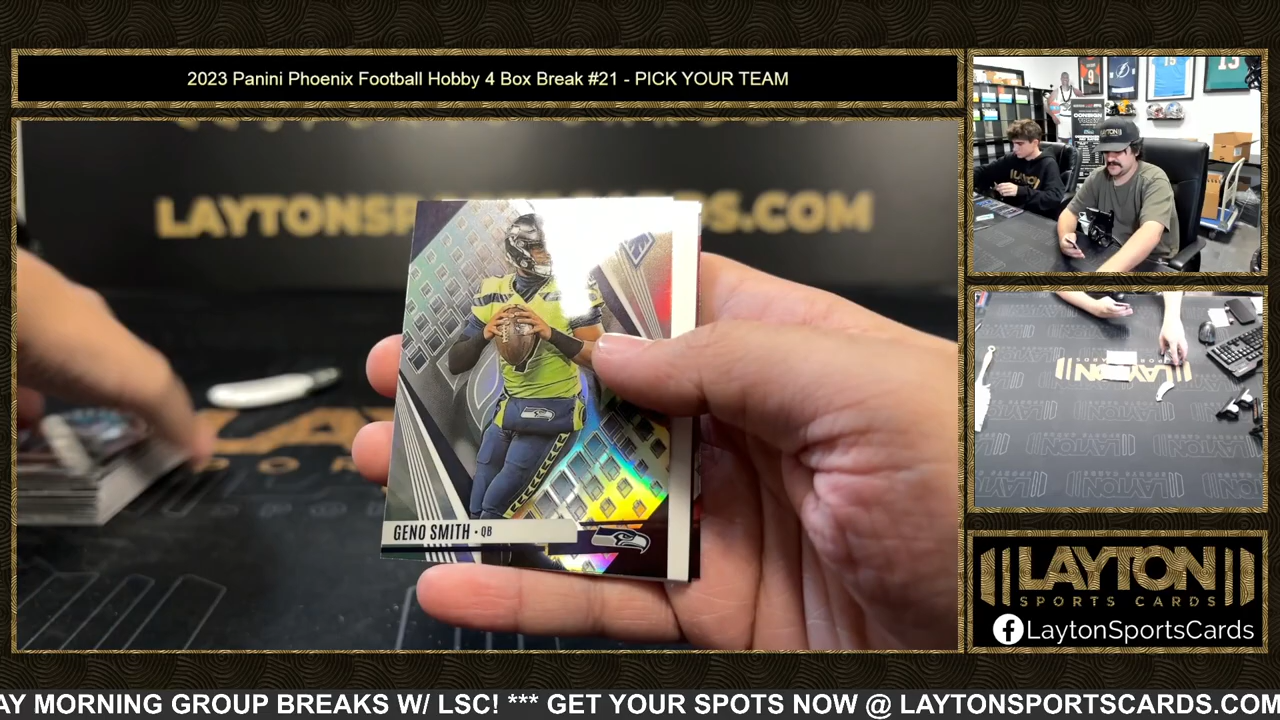 2023 Panini Phoenix Football Hobby 4 Box Break #21 - PICK YOUR TEAM
LAYTONSP
S.COM
GENO SMITH • QB
LAYTON
SPORTS CARDS
LaytonSportsCards
AY MORNING GROUP BREAKS W/ LSC! *** GET YOUR SPOTS NOW @ LAYTONSPORTSCARDS.COM